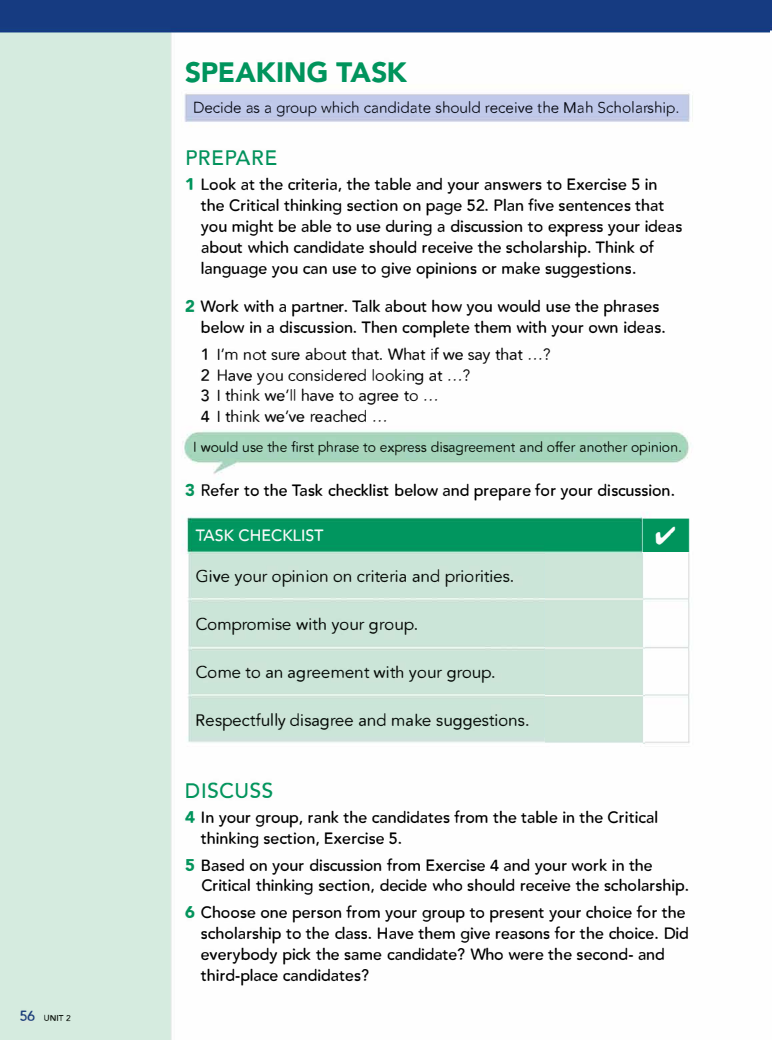 SPEAKING TASK
Decide as a group which candidate should receive the Mah Scholarship.
PREPARE
1 Look at the criteria, the table and your answers to Exercise 5 in
the Critical thinking section on page 52. Plan five sentences that
you might be able to use during a discussion to express your ideas
about which candidate should receive the scholarship. Think of
language you can use to give opinions or make suggestions.
2 Work with a partner. Talk about how you would use the phrases
below in a discussion. Then complete them with your own ideas.
1 I'm not sure about that. What if we say that …?
2 Have you considered looking at …?
3 I think we'll have to agree to …
4 I think we've reached …
I would use the first phrase to express disagreement and offer another opinion.
3 Refer to the Task checklist below and prepare for your discussion.
TASK CHECKLIST ✔
Give your opinion on criteria and priorities.
Compromise with your group.
Come to an agreement with your group.
Respectfully disagree and make suggestions.
DISCUSS
4 In your group, rank the candidates from the table in the Critical
thinking section, Exercise 5.
5 Based on your discussion from Exercise 4 and your work in the
Critical thinking section, decide who should receive the scholarship.
6 Choose one person from your group to present your choice for the
scholarship to the class. Have them give reasons for the choice. Did
everybody pick the same candidate? Who were the second- and
third-place candidates?
56 UNIT 2